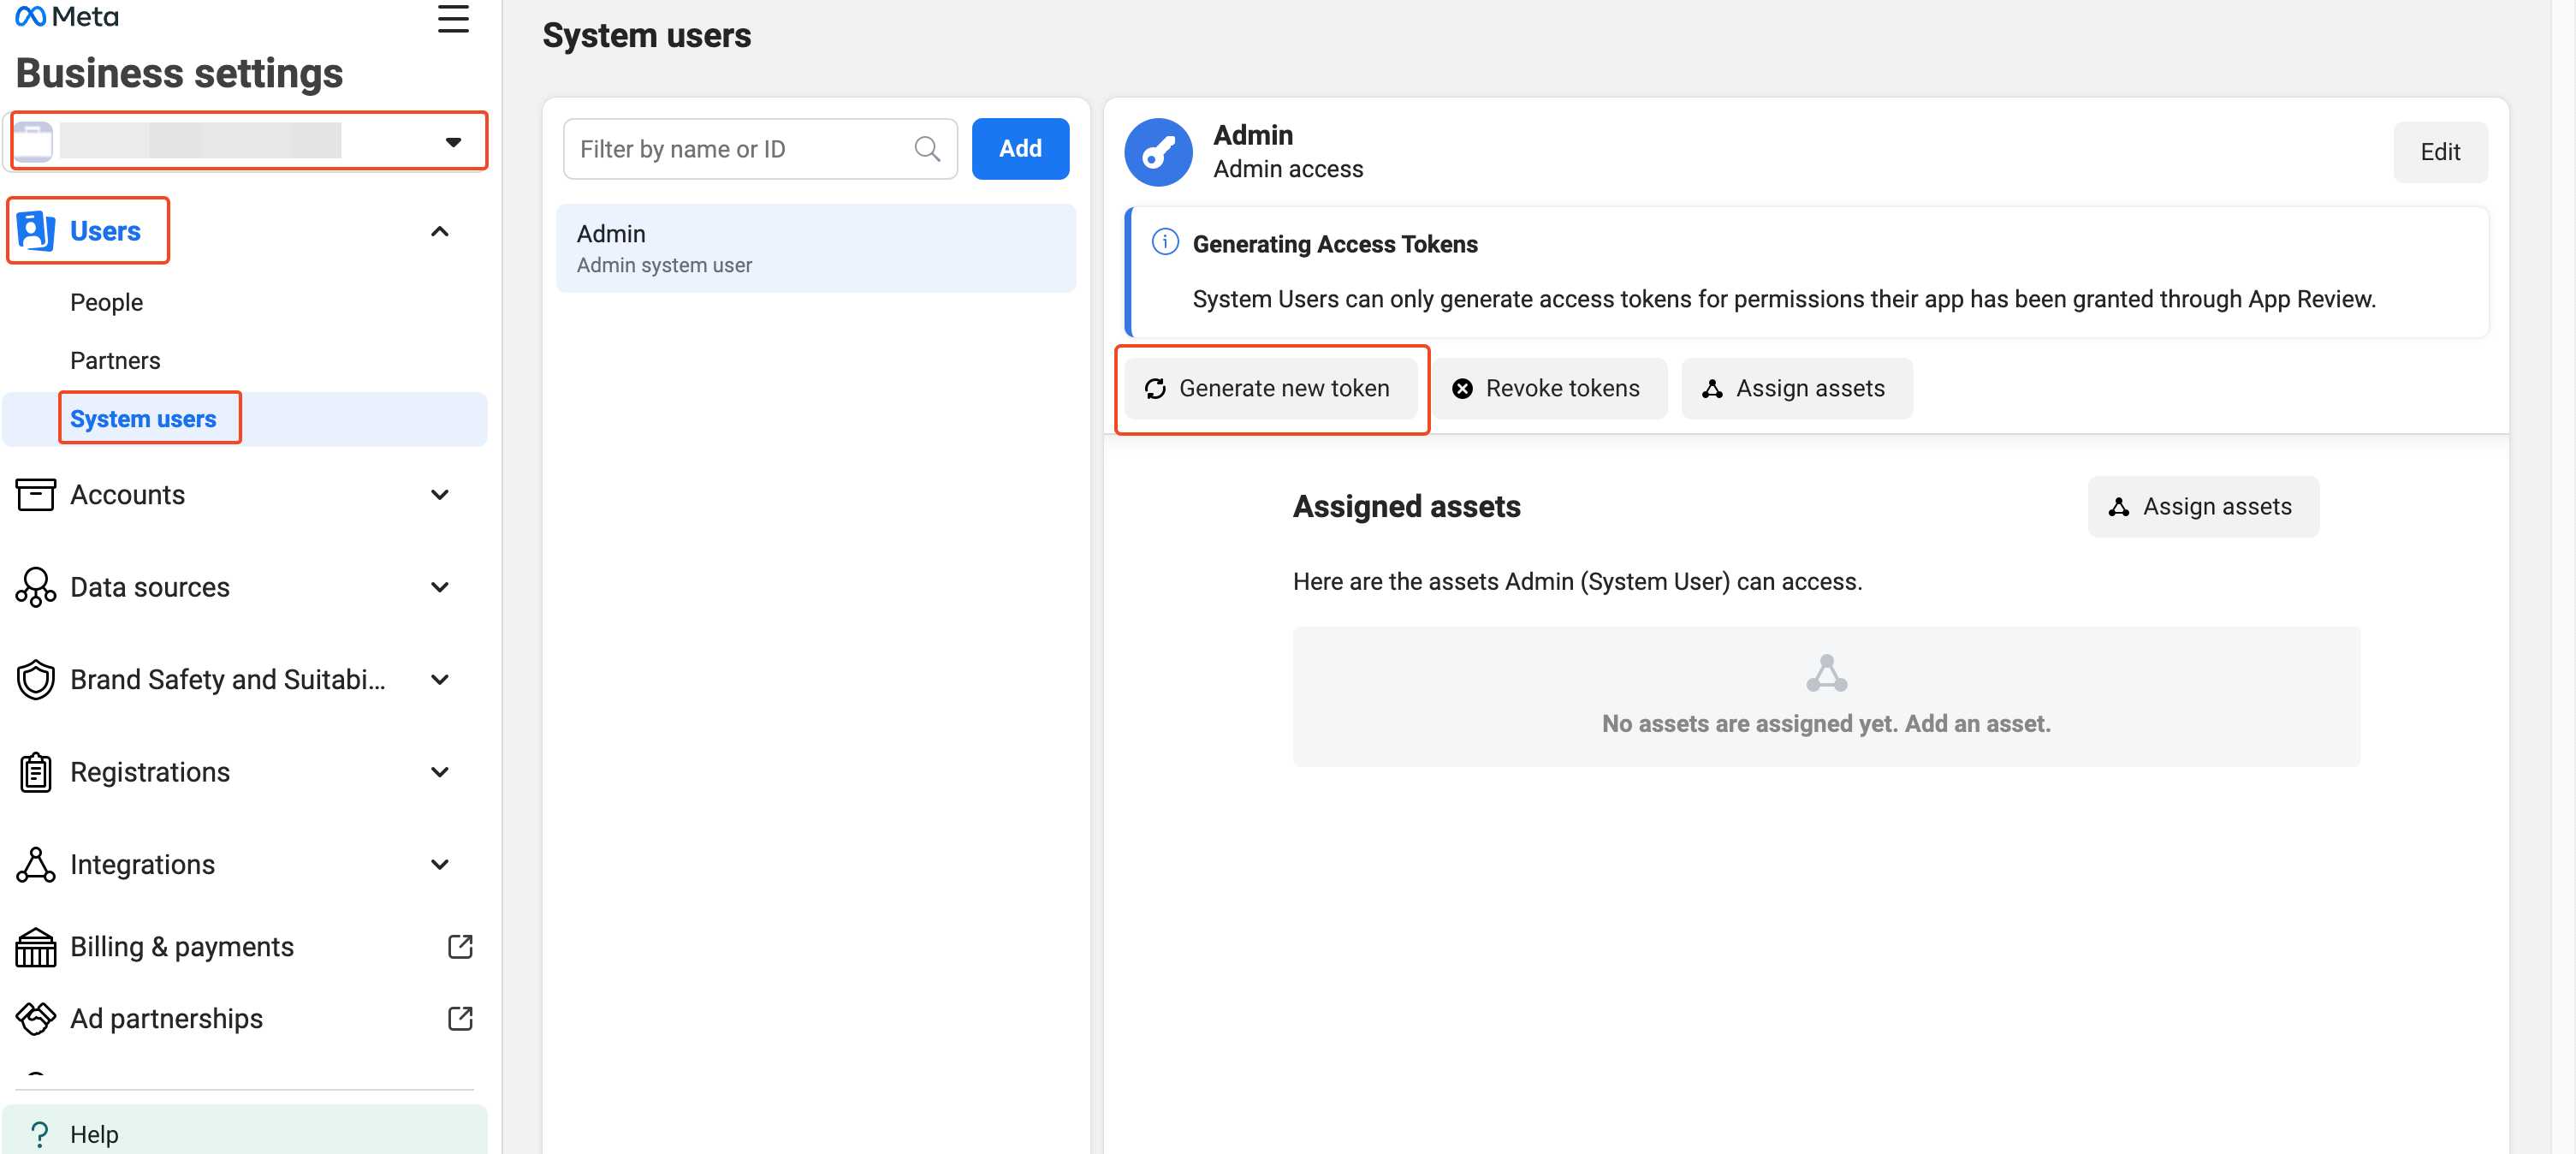 Meta
Business settings
Users
People
Partners
System users
Accounts
Data sources
Brand Safety and Suitabi...
Registrations
Integrations
Billing & payments
Ad partnerships
Help
System users
Filter by name or ID
Add
Admin
Admin system user
Admin
Admin access
Edit
Generating Access Tokens
System Users can only generate access tokens for permissions their app has been granted through App Review.
Generate new token
Revoke tokens
Assign assets
Assigned assets
Assign assets
Here are the assets Admin (System User) can access.
No assets are assigned yet. Add an asset.